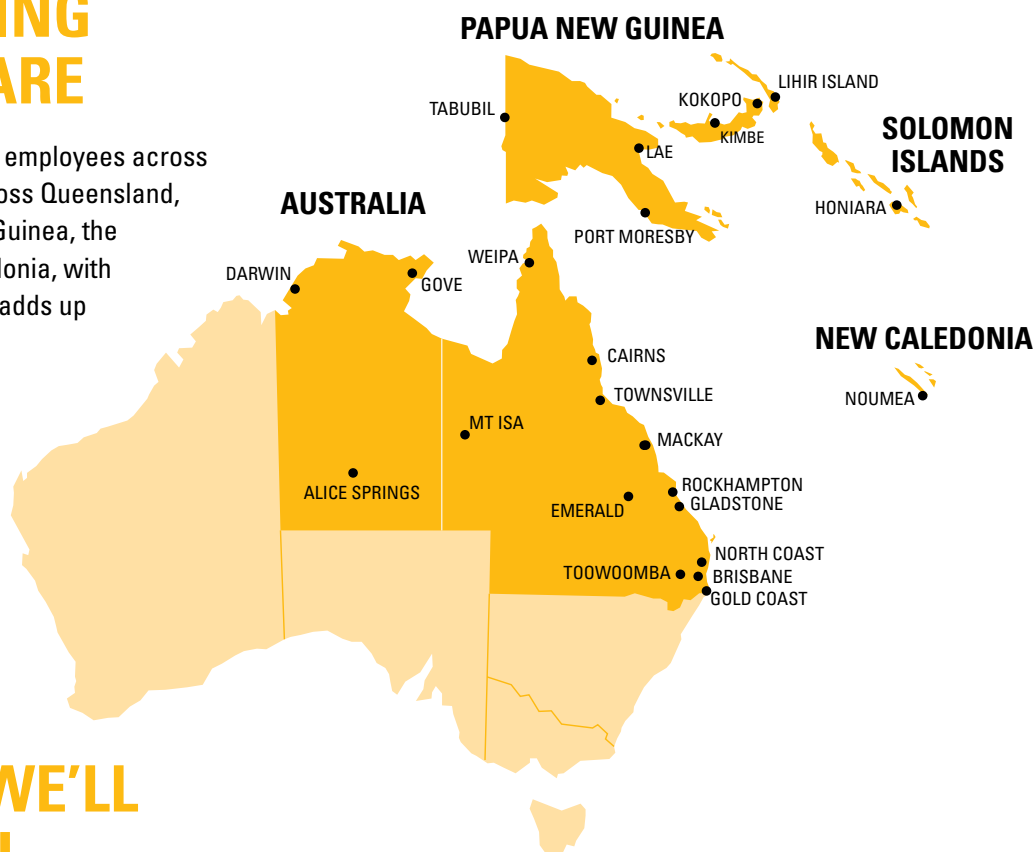 ING
ARE
employees across
oss Queensland,
Guinea, the
donia, with
adds up
PAPUA NEW GUINEA
LIHIR ISLAND
KOKOPO
TABUBIL
KIMBE
LAE
SOLOMON
ISLANDS
HONIARA
PORT MORESBY
AUSTRALIA
WEIPA
DARWIN
GOVE
NEW CALEDONIA
NOUMEA
CAIRNS
TOWNSVILLE
MT ISA
MACKAY
ALICE SPRINGS
ROCKHAMPTON
EMERALD
GLADSTONE
NORTH COAST
TOOWOOMBA
BRISBANE
GOLD COAST
WE'LL